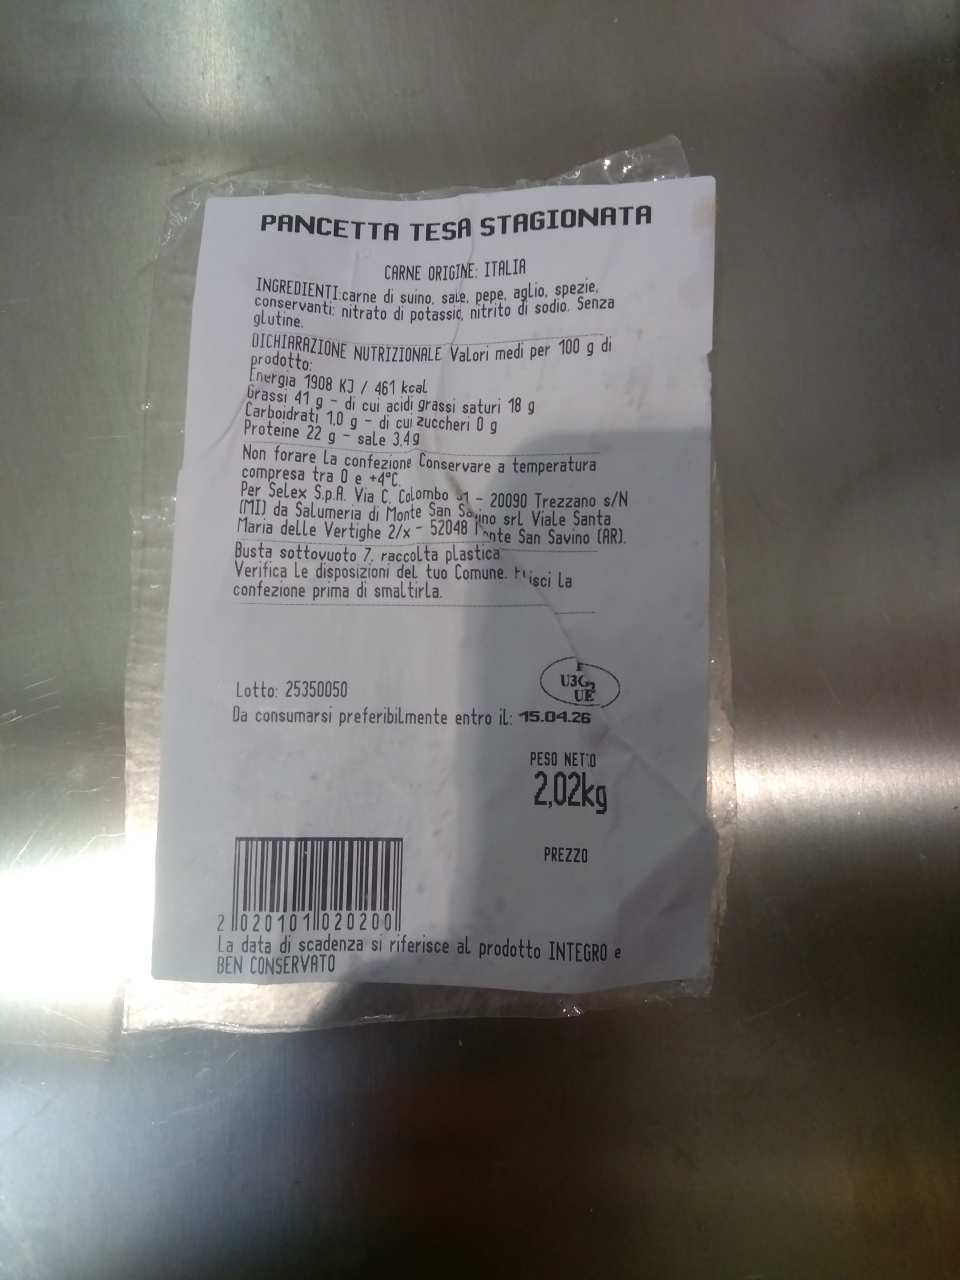 PANCETTA TESA STAGIONATA
CARNE ORIGINE: ITALIA
INGREDIENTI:carne di suino, sale, pepe, aglio, spezie,
conservanti: nitrato di potassio, nitrito di sodio. Senza
glutine.
DICHIARAZIONE NUTRIZIONALE Valori medi per 100 g di
prodotto:
Energia 1908 KJ / 461 kcal
Grassi 41 g - di cui acidi grassi saturi 18 g
Carboidrati 1,0 g - di cui zuccheri 0 g
Proteine 22 g - sale 3,4g
Non forare La confezione Conservare a temperatura
compresa tra 0 e +4°C.
Per Selex S.p.A. Via C. Colombo - 20090 Trezzano s/N
(MI) da Salumeria di Monte San Savino srl Viale Santa
Maria delle Vertighe 2/x - 52048 Monte San Savino (AR).
Busta sottovuoto 7, raccolta plastica
Verifica Le disposizioni del tuo Comune. La
confezione prima di smaltirla.
I
U3G
UE
Lotto: 25350050
Da consumarsi preferibilmente entro il: 15.04.26
PESO NETTO
2,02kg
PREZZO
2 020101 020200
La data di scadenza si riferisce al prodotto INTEGRO e
BEN CONSERVATO